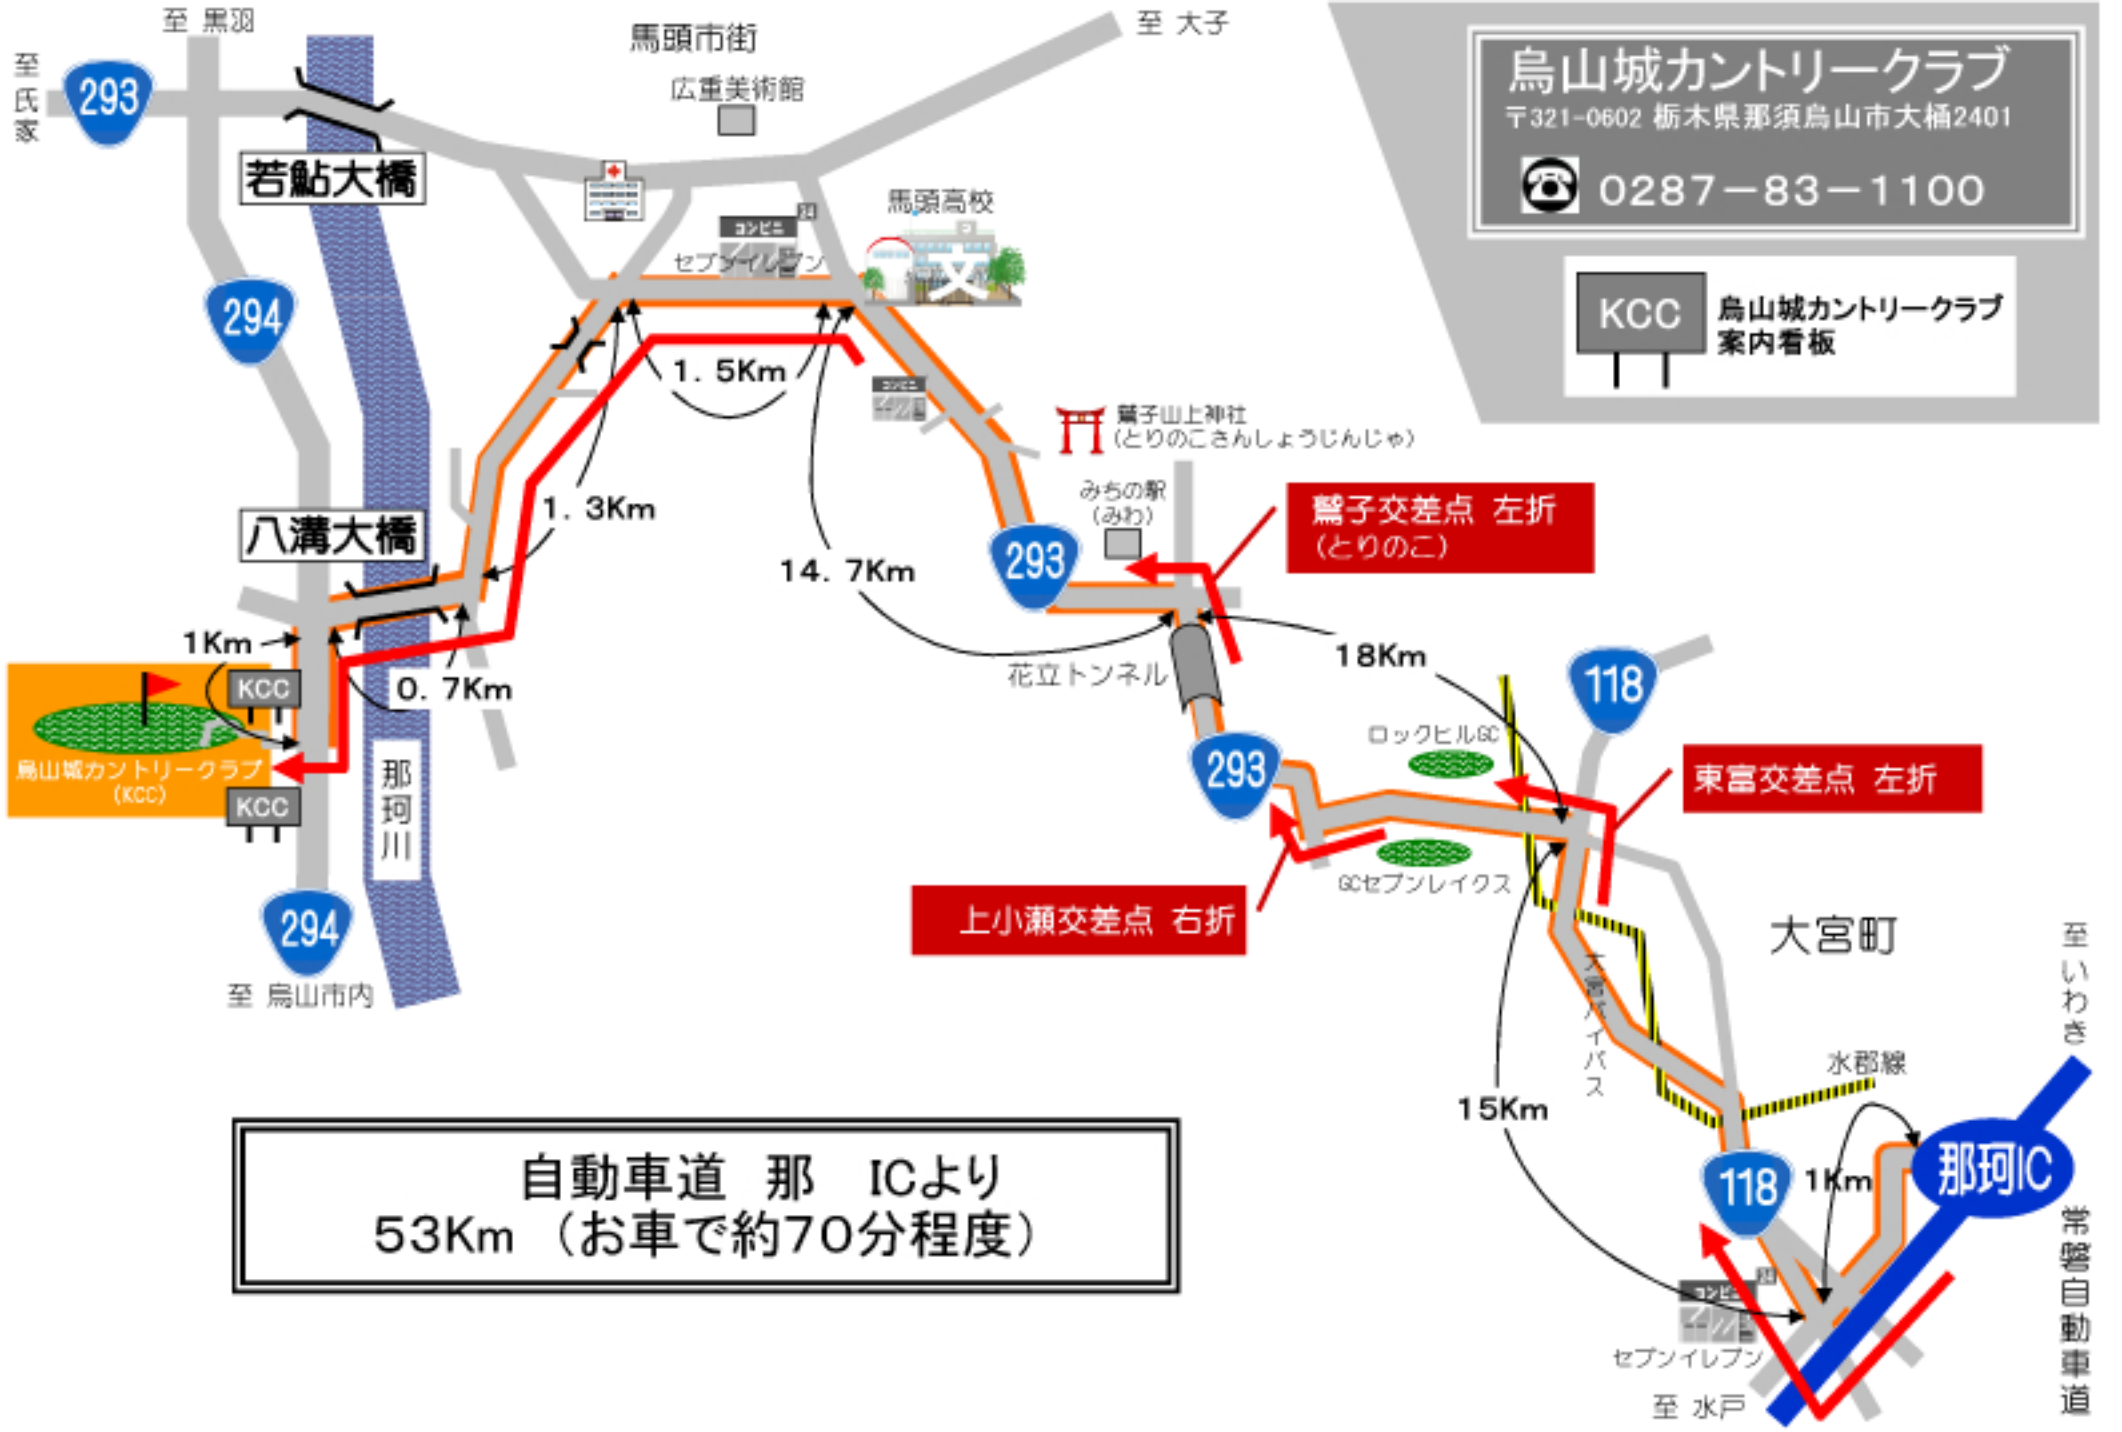 至 黒羽
至氏家
293
馬頭市街
広重美術館
至 大子
烏山城カントリークラブ
〒321-0602 栃木県那須烏山市大桶2401
0287－83－1100
KCC
烏山城カントリークラブ
案内看板
若鮎大橋
コンビニ
セブンイレブン
馬頭高校
文
294
1．5Km
コンビニ
鷲子山上神社
(とりのこさんしょうじんじゃ)
みちの駅
(みわ)
鷲子交差点 左折
(とりのこ)
1．3Km
八溝大橋
293
14．7Km
1Km
18Km
118
花立トンネル
KCC
0．7Km
烏山城カントリークラブ
(KCC)
KCC
那珂川
293
ロックヒルGC
東富交差点 左折
GCセブンレイクス
上小瀬交差点 右折
294
至 烏山市内
大宮町
至 いわき
バイパス
水郡線
15Km
118
1Km
那珂IC
常磐自動車道
コンビニ
セブンイレブン
至 水戸
自動車道　那　ICより
53Km （お車で約70分程度）